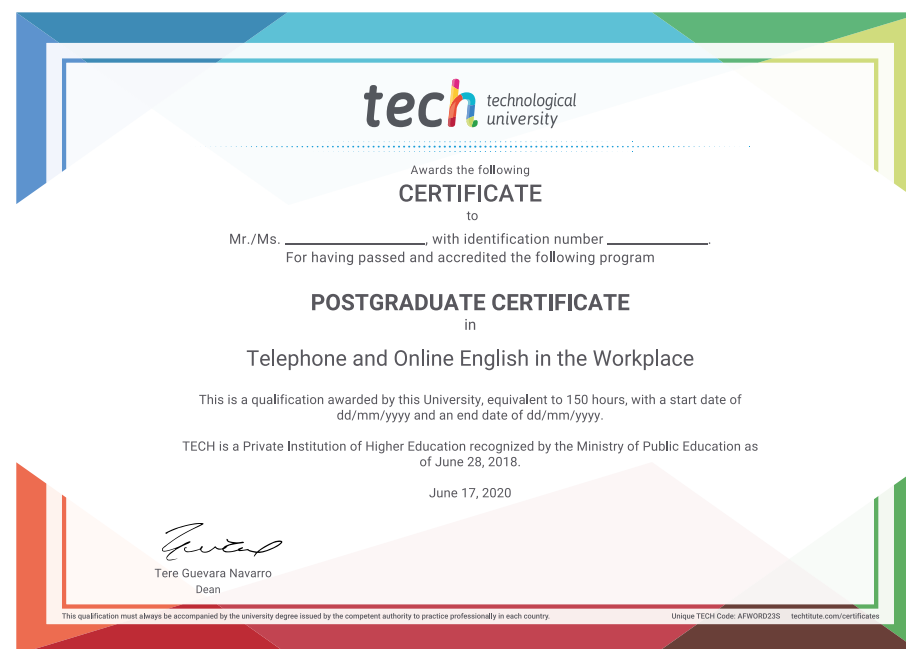 tech technological
university
Awards the following
CERTIFICATE
to
Mr./Ms. ____________________, with identification number ______________.
For having passed and accredited the following program
POSTGRADUATE CERTIFICATE
in
Telephone and Online English in the Workplace
This is a qualification awarded by this University, equivalent to 150 hours, with a start date of
dd/mm/yyyy and an end date of dd/mm/yyyy.
TECH is a Private Institution of Higher Education recognized by the Ministry of Public Education as
of June 28, 2018.
June 17, 2020
Tere Guevara Navarro
Dean
This qualification must always be accompanied by the university degree issued by the competent authority to practice professionally in each country. Unique TECH Code: AFWORD23S techtitute.com/certificates